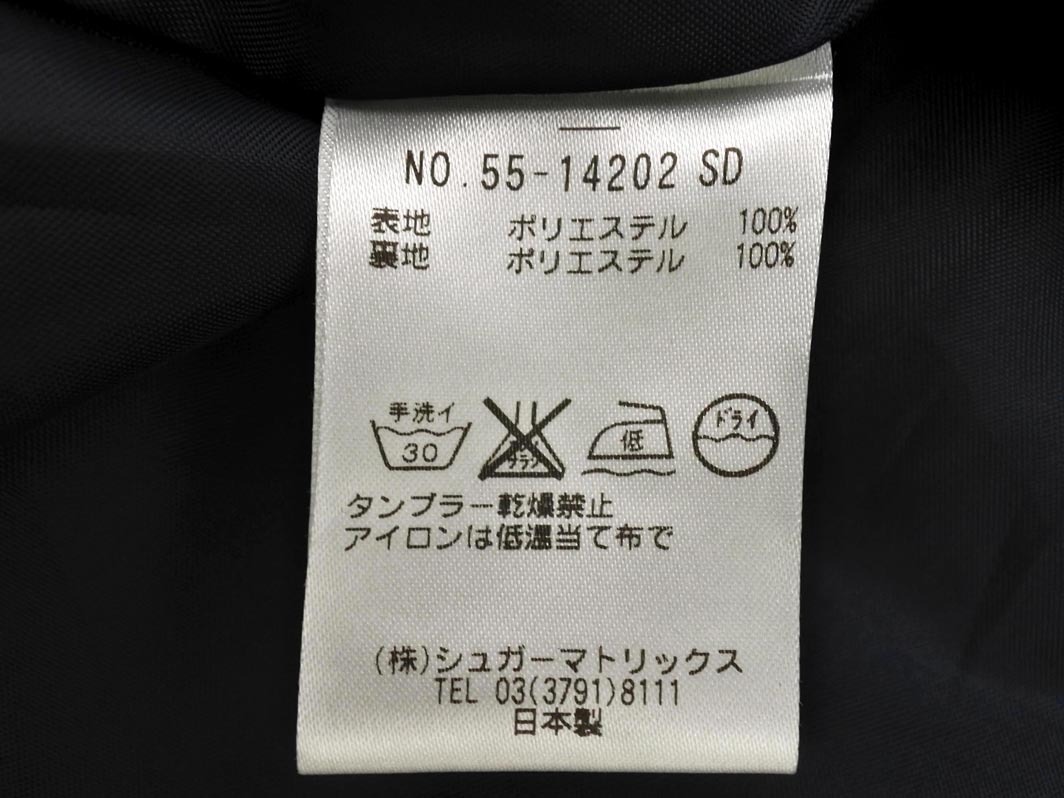 NO.55-14202 SD
表地 ポリエステル 100%
裏地 ポリエステル 100%
手洗イ 30 低 ドライ
タンブラー乾燥禁止
アイロンは低温当て布で
(株)シュガーマトリックス
TEL 03(3791)8111
日本製